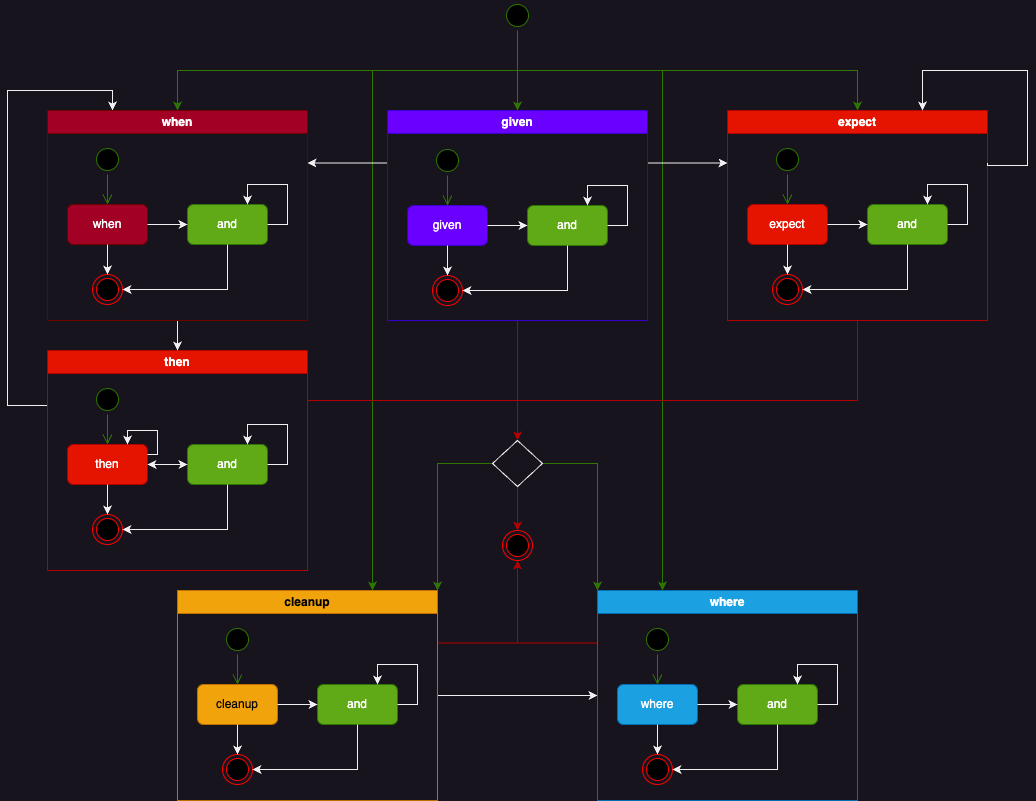 when
given
expect
when
and
given
and
expect
and
then
then
and
cleanup
where
cleanup
and
where
and